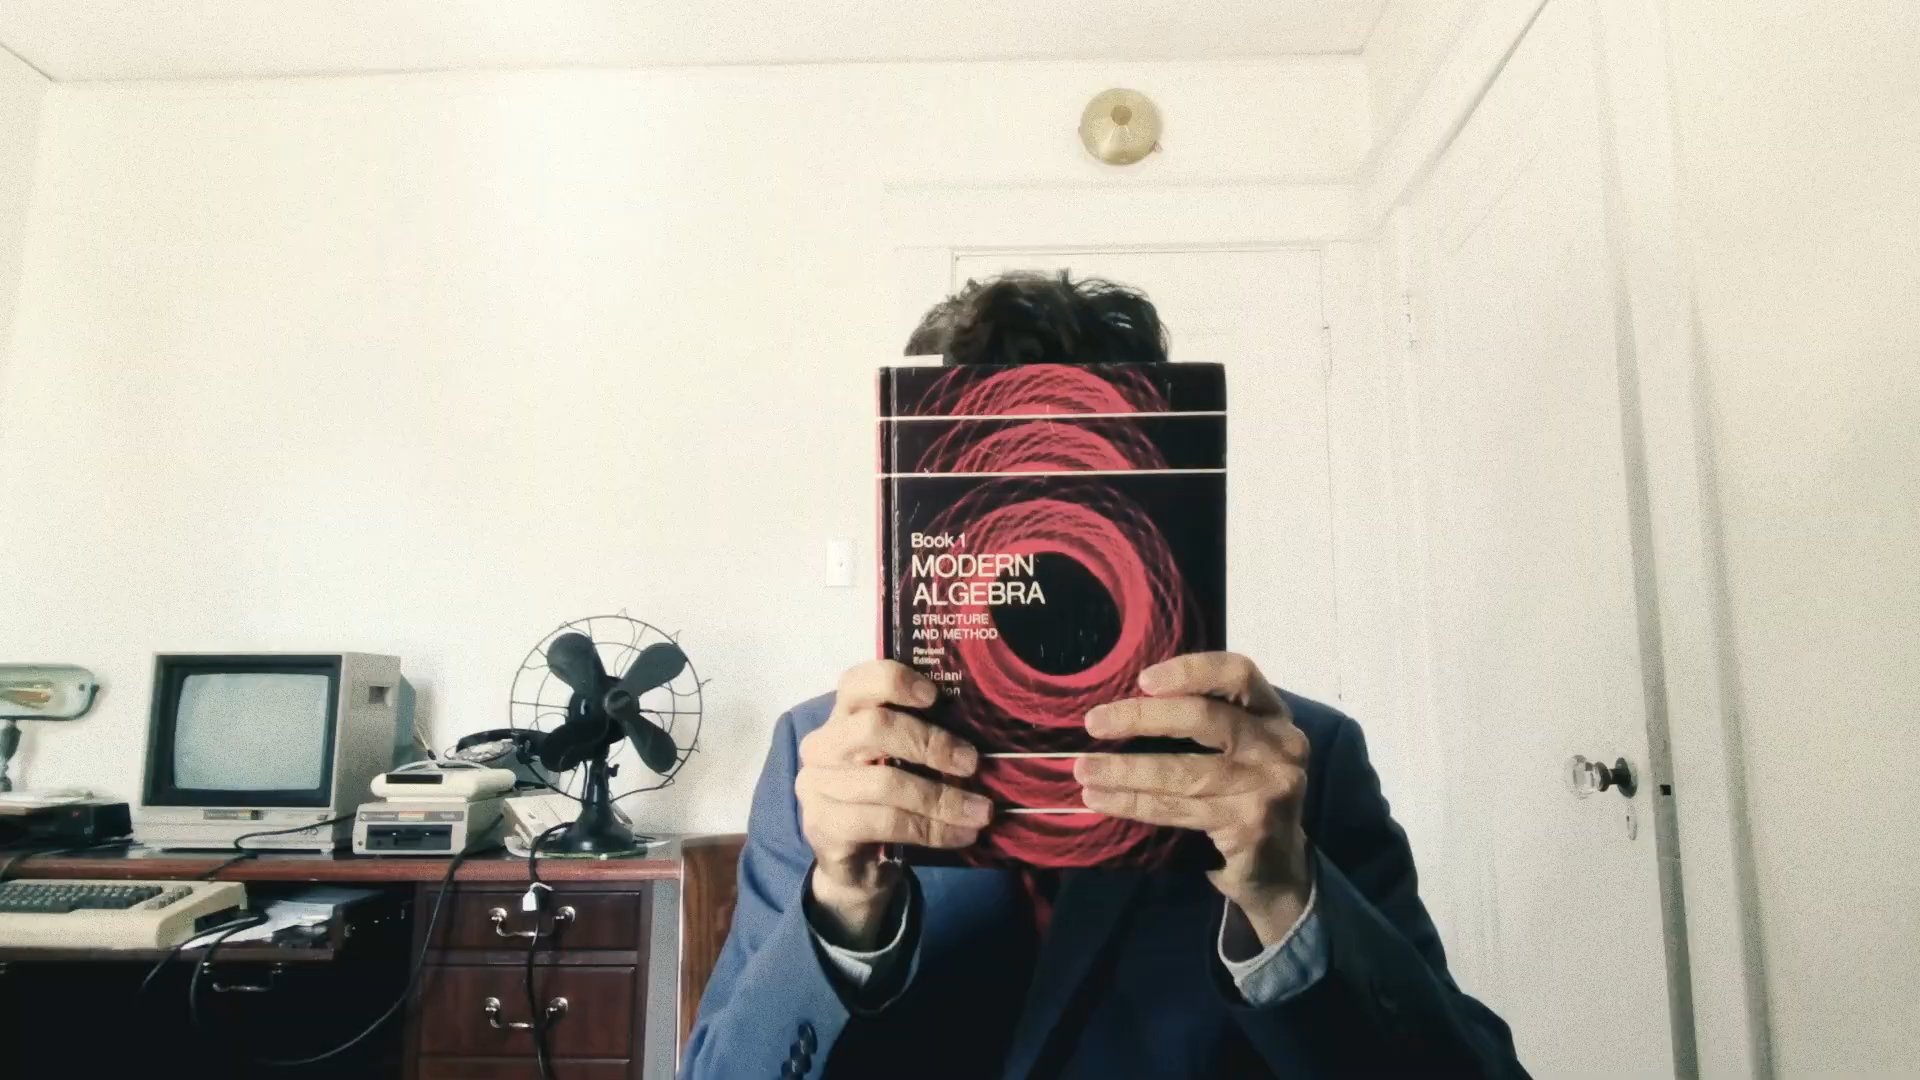 Book 1
MODERN
ALGEBRA
STRUCTURE
AND METHOD
Revised
Edition